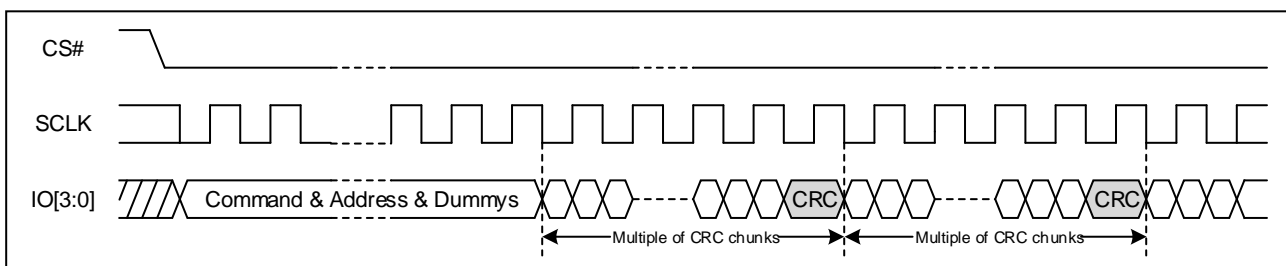 CS#
SCLK
IO[3:0]
Command & Address & Dummys
CRC
CRC
Multiple of CRC chunks
Multiple of CRC chunks